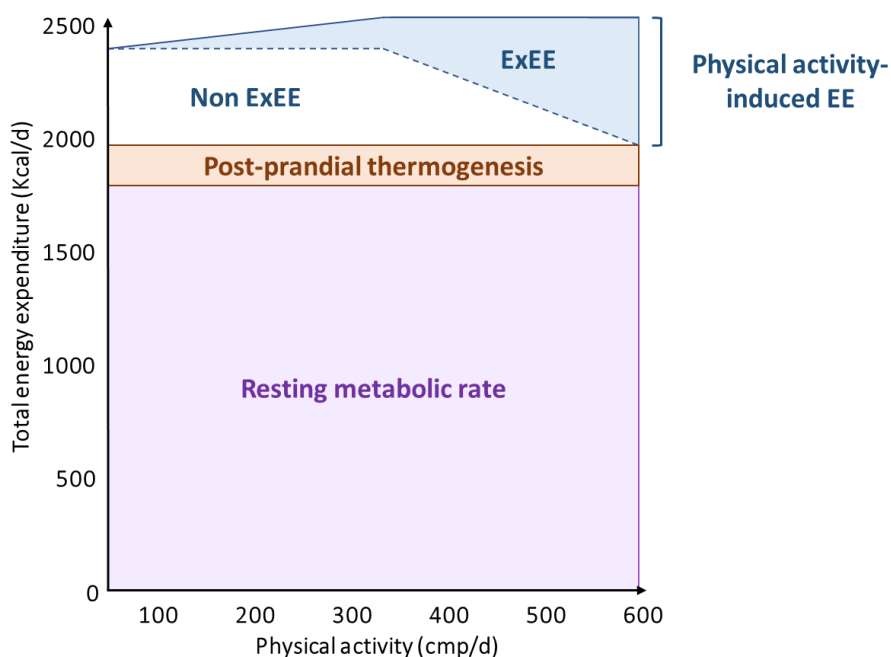 2500
2000
1500
1000
500
0
Total energy expenditure (Kcal/d)
ExEE
Non ExEE
Physical activity-
induced EE
Post-prandial thermogenesis
Resting metabolic rate
100 200 300 400 500 600
Physical activity (cmp/d)